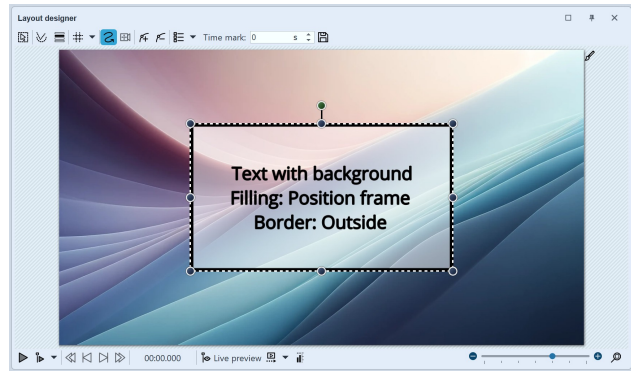 Layout designer
Time mark: 0 s
Text with background
Filling: Position frame
Border: Outside
00:00.000 Live preview